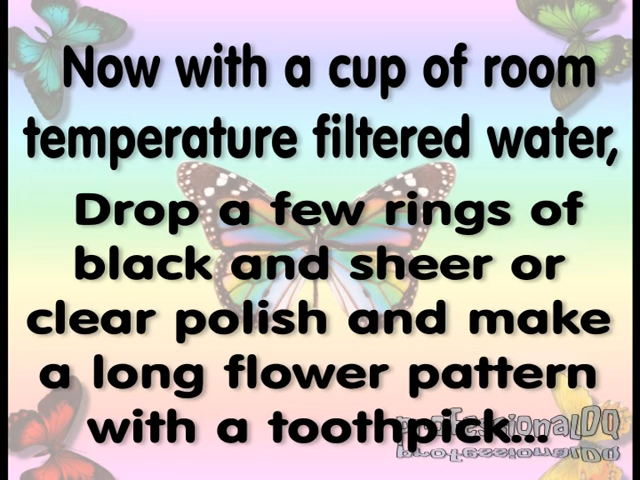 Now with a cup of room
temperature filtered water,
Drop a few rings of
black and sheer or
clear polish and make
a long flower pattern
with a toothpick...
professionalDQ